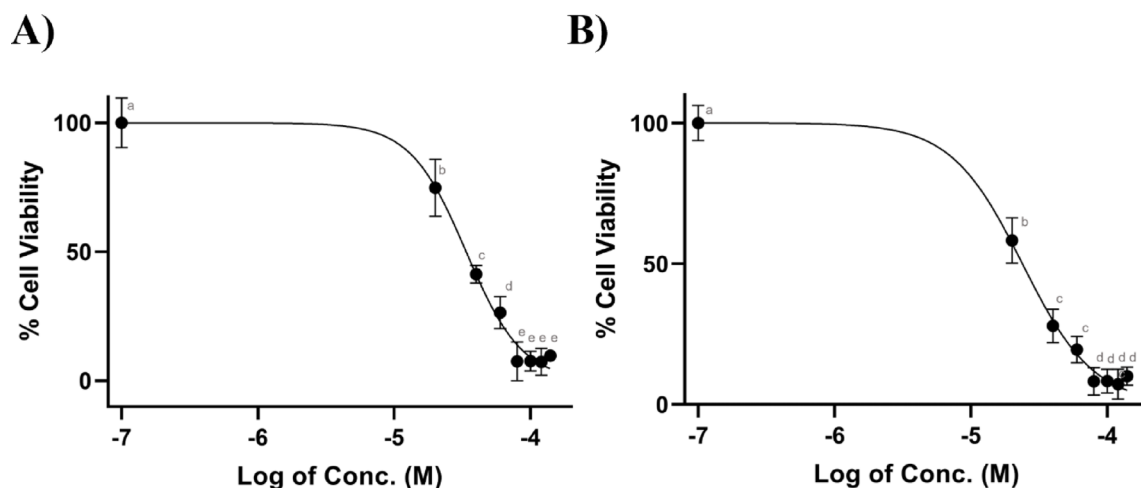 A)
B)
% Cell Viability
100
50
0
a
b
c
d
e
e
e
e
-7
-6
-5
-4
Log of Conc. (M)
% Cell Viability
100
50
0
a
b
c
c
d
d
d
d
-7
-6
-5
-4
Log of Conc. (M)